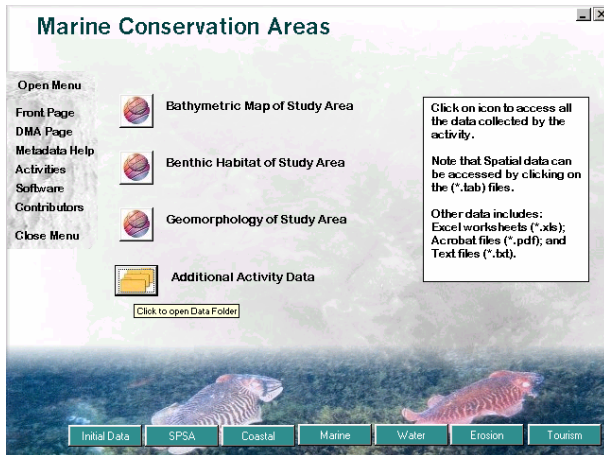 Marine Conservation Areas
Open Menu
Front Page
DMA Page
Metadata Help
Activities
Software
Contributors
Close Menu
Bathymetric Map of Study Area
Benthic Habitat of Study Area
Geomorphology of Study Area
Additional Activity Data
Click to open Data Folder
Click on icon to access all
the data collected by the
activity.
Note that Spatial data can
be accessed by clicking on
the (*.tab) files.
Other data includes:
Excel worksheets (*.xls);
Acrobat files (*.pdf); and
Text files (*.txt).
Initial Data
SPSA
Coastal
Marine
Water
Erosion
Tourism